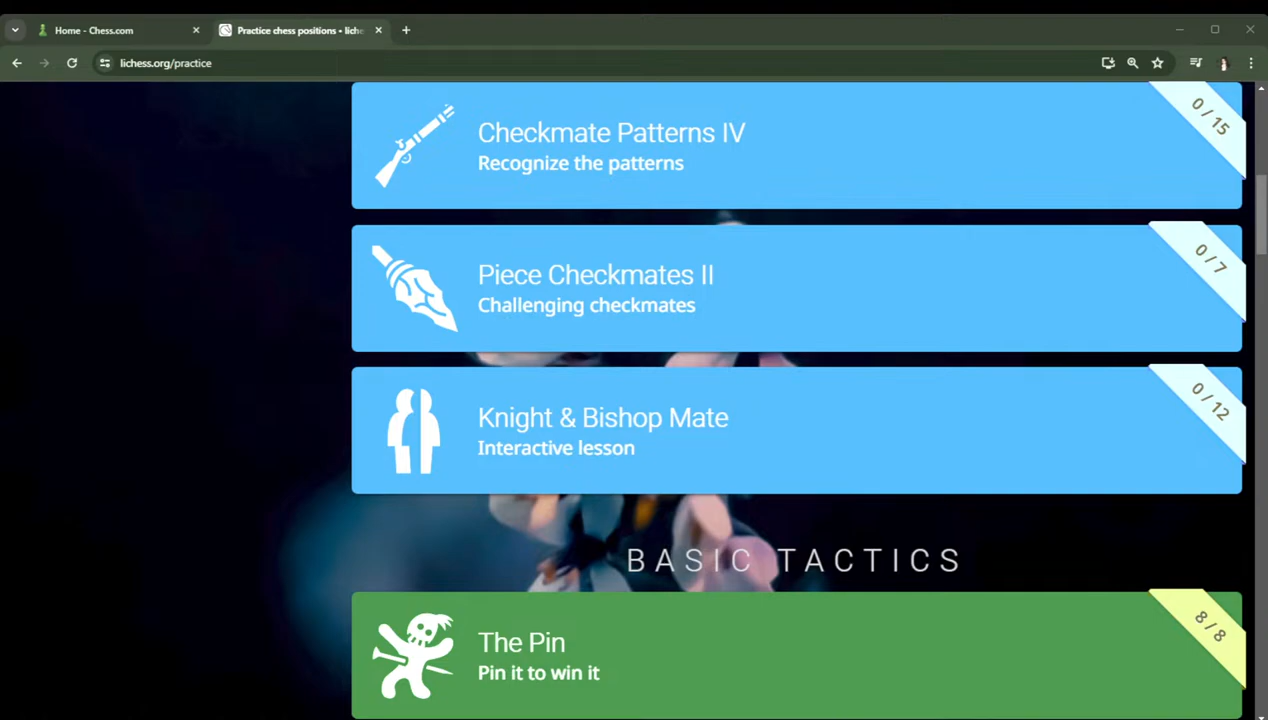 Home - Chess.com
Practice chess positions • liche
lichess.org/practice
Checkmate Patterns IV
Recognize the patterns
0 / 15
Piece Checkmates II
Challenging checkmates
0 / 7
Knight & Bishop Mate
Interactive lesson
0 / 12
BASIC TACTICS
The Pin
Pin it to win it
8 / 8